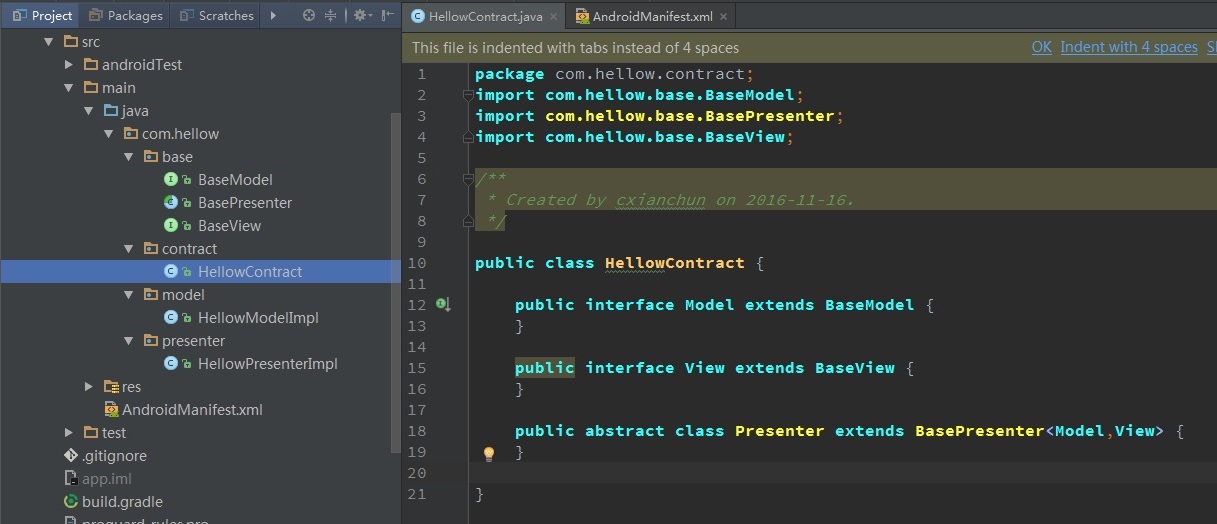 Project Packages Scratches
src
androidTest
main
java
com.hellow
base
BaseModel
BasePresenter
BaseView
contract
HellowContract
model
HellowModelImpl
presenter
HellowPresenterImpl
res
AndroidManifest.xml
test
.gitignore
app.iml
build.gradle
proguard-rules.pro
HellowContract.java AndroidManifest.xml
This file is indented with tabs instead of 4 spaces OK Indent with 4 spaces
1 package com.hellow.contract;
2 import com.hellow.base.BaseModel;
3 import com.hellow.base.BasePresenter;
4 import com.hellow.base.BaseView;
5
6 /**
7 * Created by cxianchun on 2016-11-16.
8 */
9
10 public class HellowContract {
11
12 public interface Model extends BaseModel {
13 }
14
15 public interface View extends BaseView {
16 }
17
18 public abstract class Presenter extends BasePresenter<Model,View> {
19 }
20
21 }